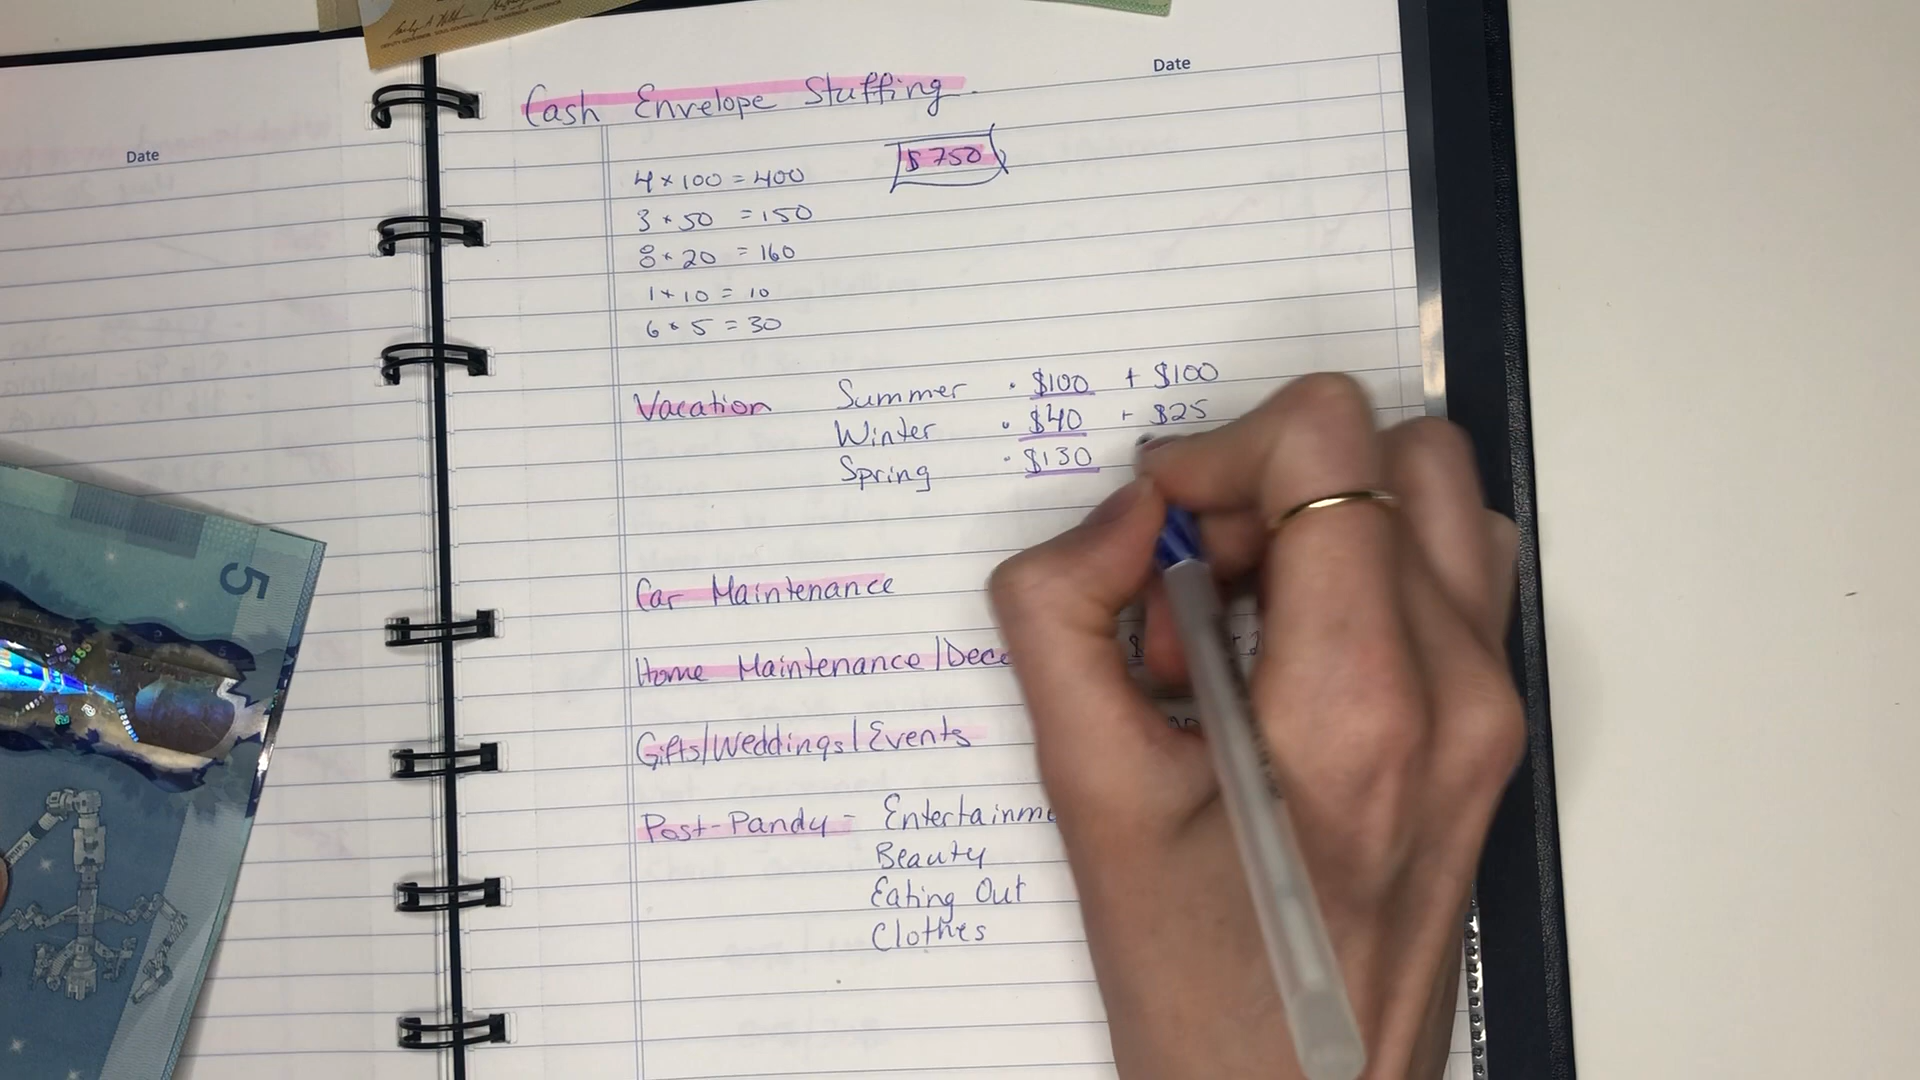 DEPUTY GOVERNOR
Date
Date
Cash Envelope Stuffing
$750
4 x 100 = 400
3 x 50 = 150
8 x 20 = 160
1 x 10 = 10
6 x 5 = 30
Vacation Summer • $100 + $100
Winter • $40 + $25
Spring • $130
Car Maintenance
Home Maintenance/
Gifts/Weddings/Events
Post-Pandy -
Beauty
Eating Out
Clothes
5